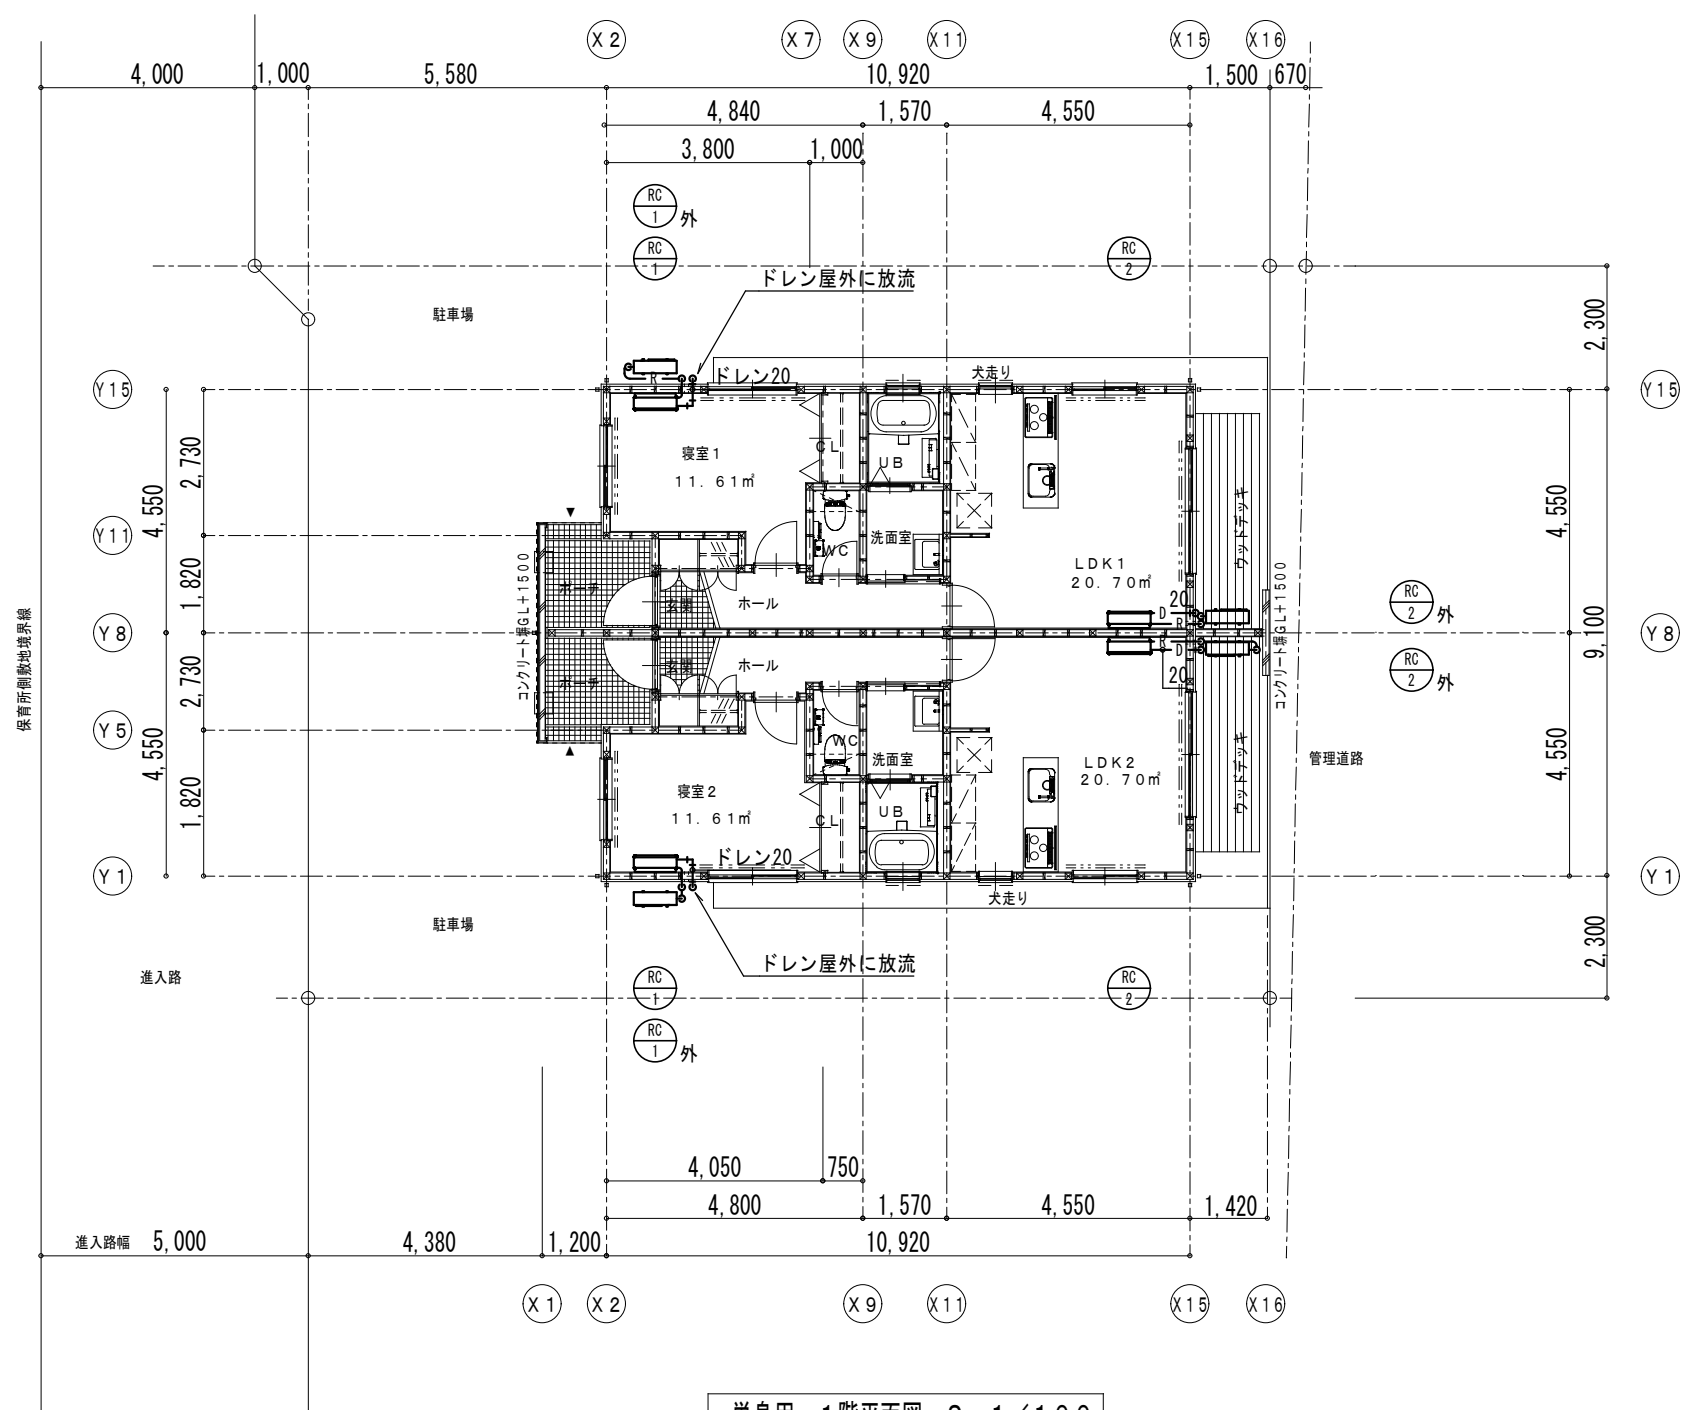 X2 X7 X9 X11 X15 X16
4,000 1,000 5,580 10,920 1,500 670
4,840 1,570 4,550
3,800 1,000
RC
1 外
RC
1
RC
2
ドレン屋外に放流
駐車場
2,300
Y15 ドレン20 犬走り Y15
2,730
寝室1
11.61㎡
CL
UB
4,550
Y11
ウッドデッキ
4,550
WC
洗面室
LDK1
20.70㎡
コンクリート塀GL+1500
1,820
ポーチ
玄関
ホール
20
D
R
コンクリート塀GL+1500
RC
2 外
保育所側敷地境界線
Y8
9,100
Y8
R
D
20
RC
2 外
玄関
ホール
ポーチ
2,730
Y5
4,550
WC
洗面室
LDK2
20.70㎡
ウッドデッキ
管理道路
4,550
1,820
寝室2
11.61㎡
CL
UB
ドレン20
Y1
Y1
犬走り
駐車場
2,300
進入路
ドレン屋外に放流
RC
1
RC
2
RC
1 外
4,050 750
4,800 1,570 4,550 1,420
進入路幅 5,000 4,380 1,200 10,920
X1 X2 X9 X11 X15 X16